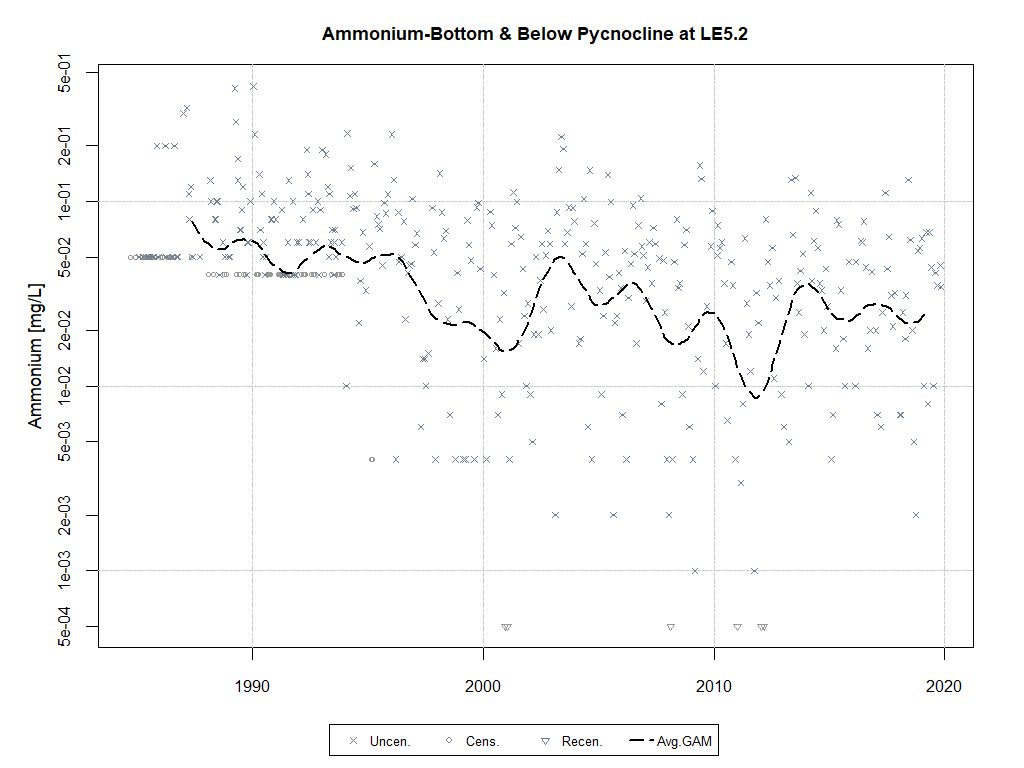 Ammonium-Bottom & Below Pycnocline at LE5.2
Ammonium [mg/L]
5e-01
2e-01
1e-01
5e-02
2e-02
1e-02
5e-03
2e-03
1e-03
5e-04
1990 2000 2010 2020
Uncen. Cens. Recen. Avg.GAM